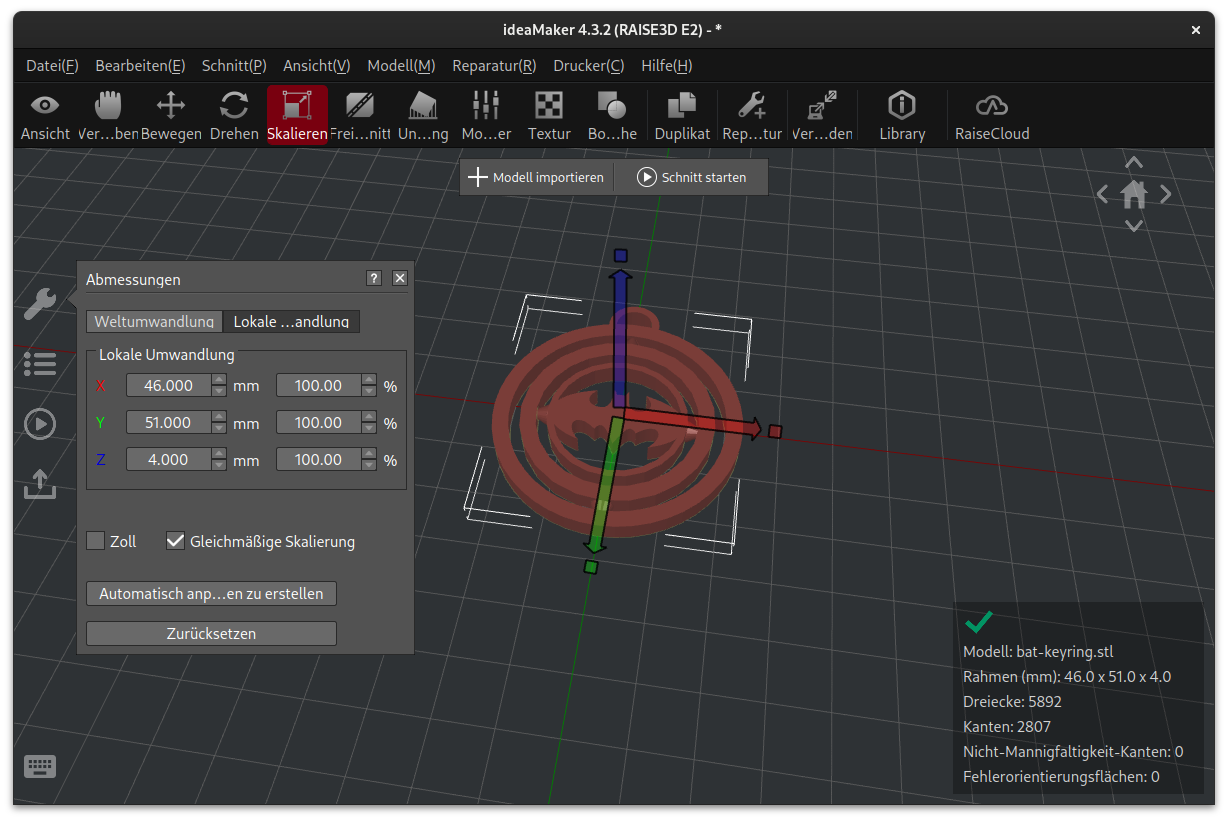 ideaMaker 4.3.2 (RAISE3D E2) - *
Datei(F) Bearbeiten(E) Schnitt(P) Ansicht(V) Modell(M) Reparatur(R) Drucker(C) Hilfe(H)
Ansicht Ver…ben Bewegen Drehen Skalieren Frei…nitt Un…ng Mo…er Textur Bo…he Duplikat Rep…tur Ver…den Library RaiseCloud
Modell importieren Schnitt starten
Abmessungen ?
Weltumwandlung Lokale …andlung
Lokale Umwandlung
X 46.000 mm 100.00 %
Y 51.000 mm 100.00 %
Z 4.000 mm 100.00 %
Zoll Gleichmäßige Skalierung
Automatisch anp…en zu erstellen
Zurücksetzen
Modell: bat-keyring.stl
Rahmen (mm): 46.0 x 51.0 x 4.0
Dreiecke: 5892
Kanten: 2807
Nicht-Mannigfaltigkeit-Kanten: 0
Fehlerorientierungsflächen: 0